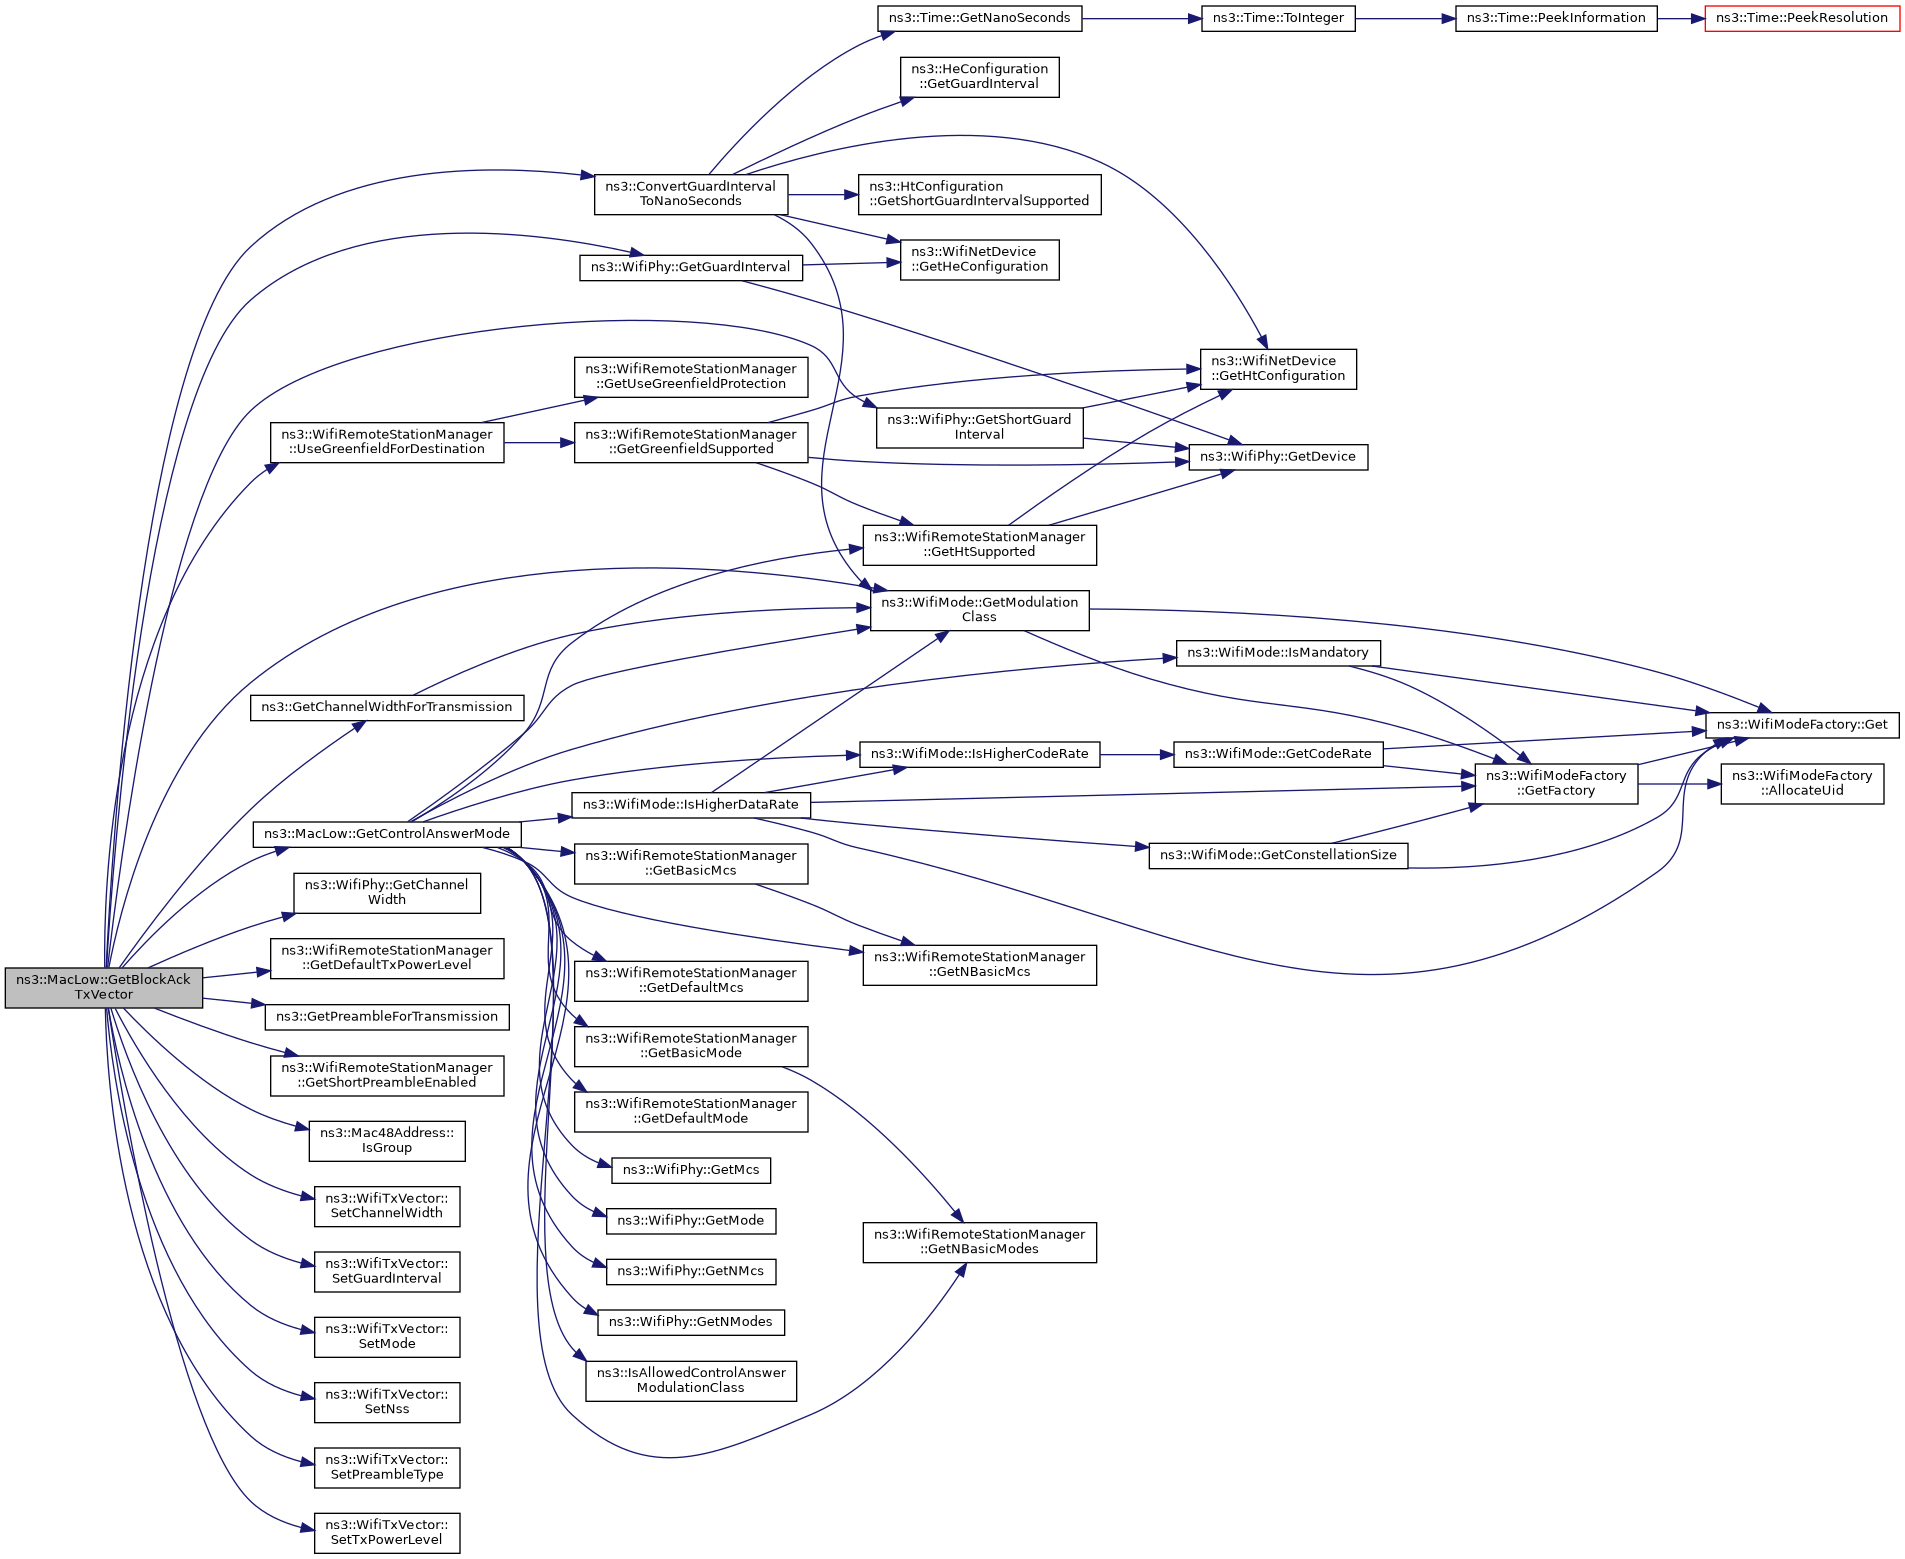 ns3::MacLow::GetBlockAck
TxVector
ns3::ConvertGuardInterval
ToNanoSeconds
ns3::WifiPhy::GetGuardInterval
ns3::WifiRemoteStationManager
::GetUseGreenfieldProtection
ns3::WifiRemoteStationManager
::UseGreenfieldForDestination
ns3::WifiRemoteStationManager
::GetGreenfieldSupported
ns3::GetChannelWidthForTransmission
ns3::MacLow::GetControlAnswerMode
ns3::WifiPhy::GetChannel
Width
ns3::WifiRemoteStationManager
::GetDefaultTxPowerLevel
ns3::GetPreambleForTransmission
ns3::WifiRemoteStationManager
::GetShortPreambleEnabled
ns3::Mac48Address::
IsGroup
ns3::WifiTxVector::
SetChannelWidth
ns3::WifiTxVector::
SetGuardInterval
ns3::WifiTxVector::
SetMode
ns3::WifiTxVector::
SetNss
ns3::WifiTxVector::
SetPreambleType
ns3::WifiTxVector::
SetTxPowerLevel
ns3::WifiMode::IsHigherDataRate
ns3::WifiRemoteStationManager
::GetBasicMcs
ns3::WifiRemoteStationManager
::GetDefaultMcs
ns3::WifiRemoteStationManager
::GetBasicMode
ns3::WifiRemoteStationManager
::GetDefaultMode
ns3::WifiPhy::GetMcs
ns3::WifiPhy::GetMode
ns3::WifiPhy::GetNMcs
ns3::WifiPhy::GetNModes
ns3::IsAllowedControlAnswer
ModulationClass
ns3::Time::GetNanoSeconds
ns3::HeConfiguration
::GetGuardInterval
ns3::HtConfiguration
::GetShortGuardIntervalSupported
ns3::WifiNetDevice
::GetHeConfiguration
ns3::WifiPhy::GetShortGuard
Interval
ns3::WifiRemoteStationManager
::GetHtSupported
ns3::WifiMode::GetModulation
Class
ns3::WifiMode::IsHigherCodeRate
ns3::WifiRemoteStationManager
::GetNBasicMcs
ns3::WifiRemoteStationManager
::GetNBasicModes
ns3::Time::ToInteger
ns3::WifiNetDevice
::GetHtConfiguration
ns3::WifiPhy::GetDevice
ns3::WifiMode::IsMandatory
ns3::WifiMode::GetCodeRate
ns3::WifiMode::GetConstellationSize
ns3::Time::PeekInformation
ns3::WifiModeFactory
::GetFactory
ns3::Time::PeekResolution
ns3::WifiModeFactory::Get
ns3::WifiModeFactory
::AllocateUid